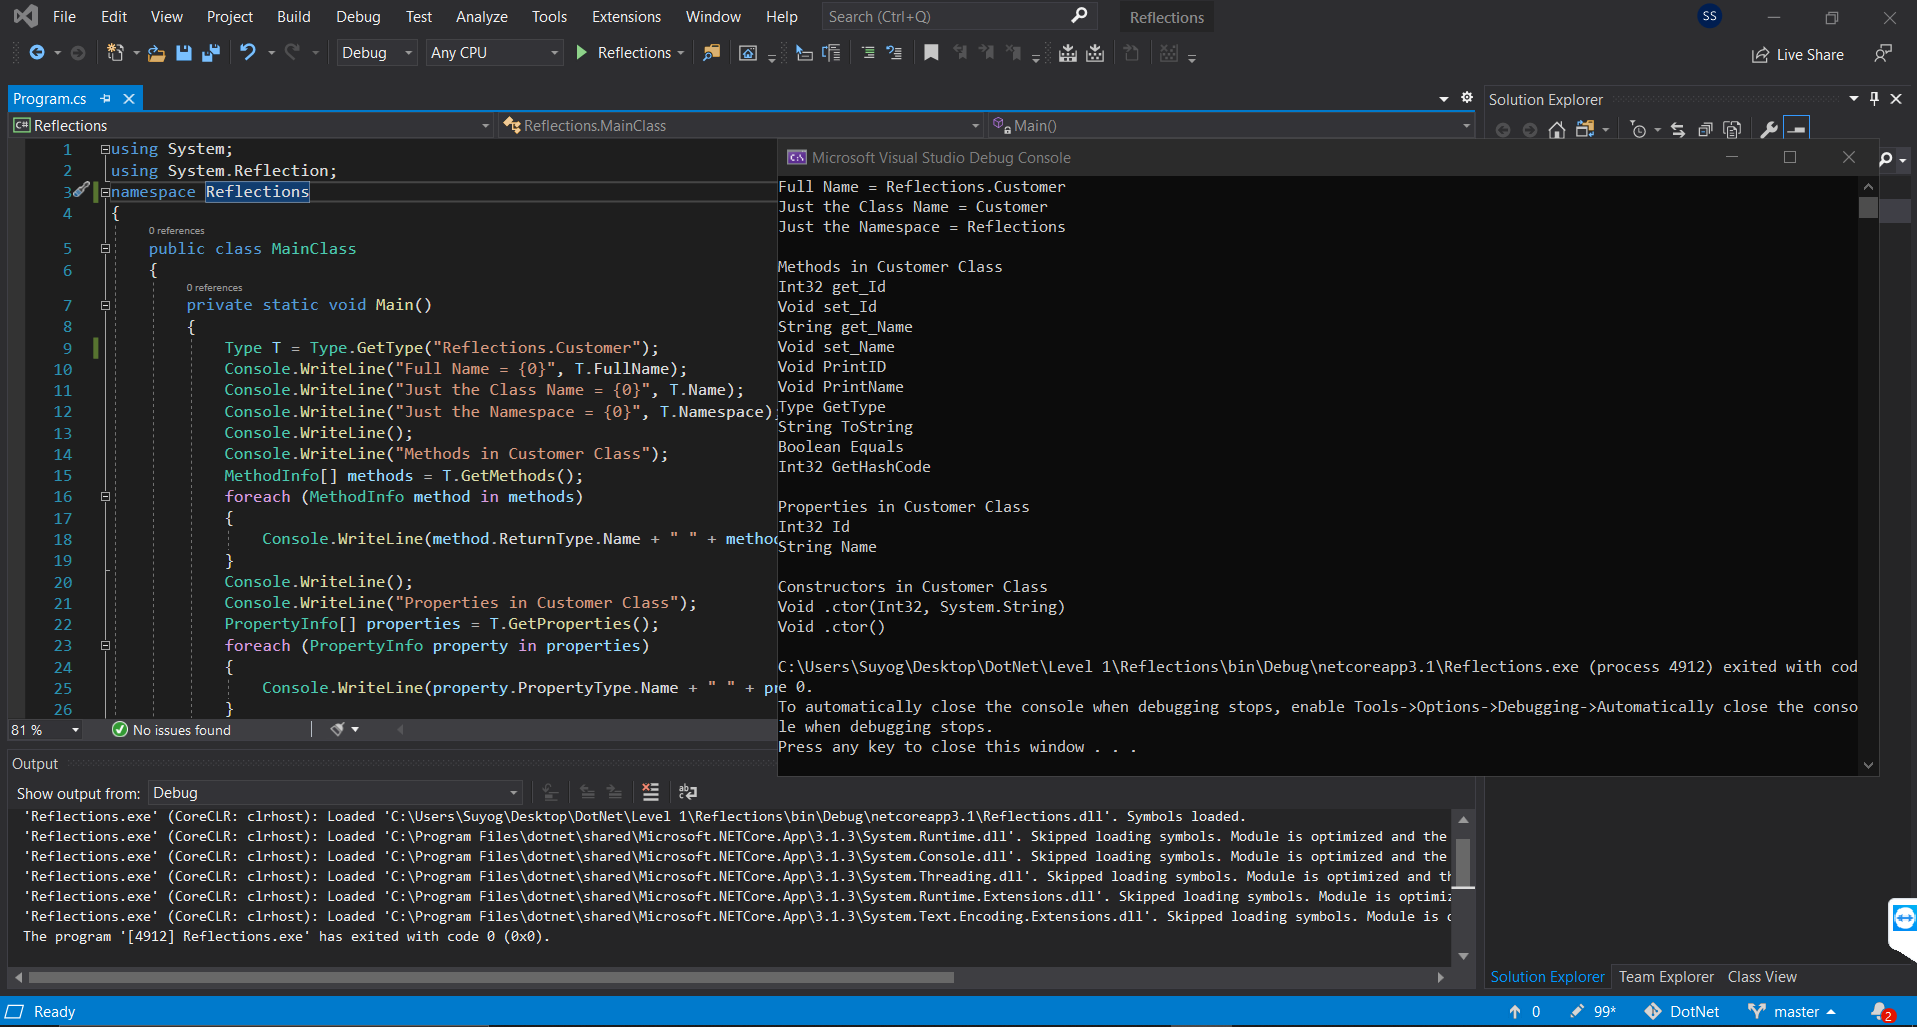 File Edit View Project Build Debug Test Analyze Tools Extensions Window Help Search (Ctrl+Q) Reflections SS
Debug Any CPU Reflections Live Share
Program.cs
Solution Explorer
C# Reflections Reflections.MainClass Main()
1 using System;
2 using System.Reflection;
3 namespace Reflections
4 {
0 references
5 public class MainClass
6 {
0 references
7 private static void Main()
8 {
9 Type T = Type.GetType("Reflections.Customer");
10 Console.WriteLine("Full Name = {0}", T.FullName);
11 Console.WriteLine("Just the Class Name = {0}", T.Name);
12 Console.WriteLine("Just the Namespace = {0}", T.Namespace)
13 Console.WriteLine();
14 Console.WriteLine("Methods in Customer Class");
15 MethodInfo[] methods = T.GetMethods();
16 foreach (MethodInfo method in methods)
17 {
18 Console.WriteLine(method.ReturnType.Name + " " + metho
19 }
20 Console.WriteLine();
21 Console.WriteLine("Properties in Customer Class");
22 PropertyInfo[] properties = T.GetProperties();
23 foreach (PropertyInfo property in properties)
24 {
25 Console.WriteLine(property.PropertyType.Name + " " + p
26 }
81 % No issues found
C:\ Microsoft Visual Studio Debug Console
Full Name = Reflections.Customer
Just the Class Name = Customer
Just the Namespace = Reflections
Methods in Customer Class
Int32 get_Id
Void set_Id
String get_Name
Void set_Name
Void PrintID
Void PrintName
Type GetType
String ToString
Boolean Equals
Int32 GetHashCode
Properties in Customer Class
Int32 Id
String Name
Constructors in Customer Class
Void .ctor(Int32, System.String)
Void .ctor()
C:\Users\Suyog\Desktop\DotNet\Level 1\Reflections\bin\Debug\netcoreapp3.1\Reflections.exe (process 4912) exited with cod
e 0.
To automatically close the console when debugging stops, enable Tools->Options->Debugging->Automatically close the conso
le when debugging stops.
Press any key to close this window . . .
Output
Show output from: Debug
'Reflections.exe' (CoreCLR: clrhost): Loaded 'C:\Users\Suyog\Desktop\DotNet\Level 1\Reflections\bin\Debug\netcoreapp3.1\Reflections.dll'. Symbols loaded.
'Reflections.exe' (CoreCLR: clrhost): Loaded 'C:\Program Files\dotnet\shared\Microsoft.NETCore.App\3.1.3\System.Runtime.dll'. Skipped loading symbols. Module is optimized and the
'Reflections.exe' (CoreCLR: clrhost): Loaded 'C:\Program Files\dotnet\shared\Microsoft.NETCore.App\3.1.3\System.Console.dll'. Skipped loading symbols. Module is optimized and the
'Reflections.exe' (CoreCLR: clrhost): Loaded 'C:\Program Files\dotnet\shared\Microsoft.NETCore.App\3.1.3\System.Threading.dll'. Skipped loading symbols. Module is optimized and th
'Reflections.exe' (CoreCLR: clrhost): Loaded 'C:\Program Files\dotnet\shared\Microsoft.NETCore.App\3.1.3\System.Runtime.Extensions.dll'. Skipped loading symbols. Module is optimiz
'Reflections.exe' (CoreCLR: clrhost): Loaded 'C:\Program Files\dotnet\shared\Microsoft.NETCore.App\3.1.3\System.Text.Encoding.Extensions.dll'. Skipped loading symbols. Module is o
The program '[4912] Reflections.exe' has exited with code 0 (0x0).
Solution Explorer Team Explorer Class View
Ready 0 99* DotNet master 2